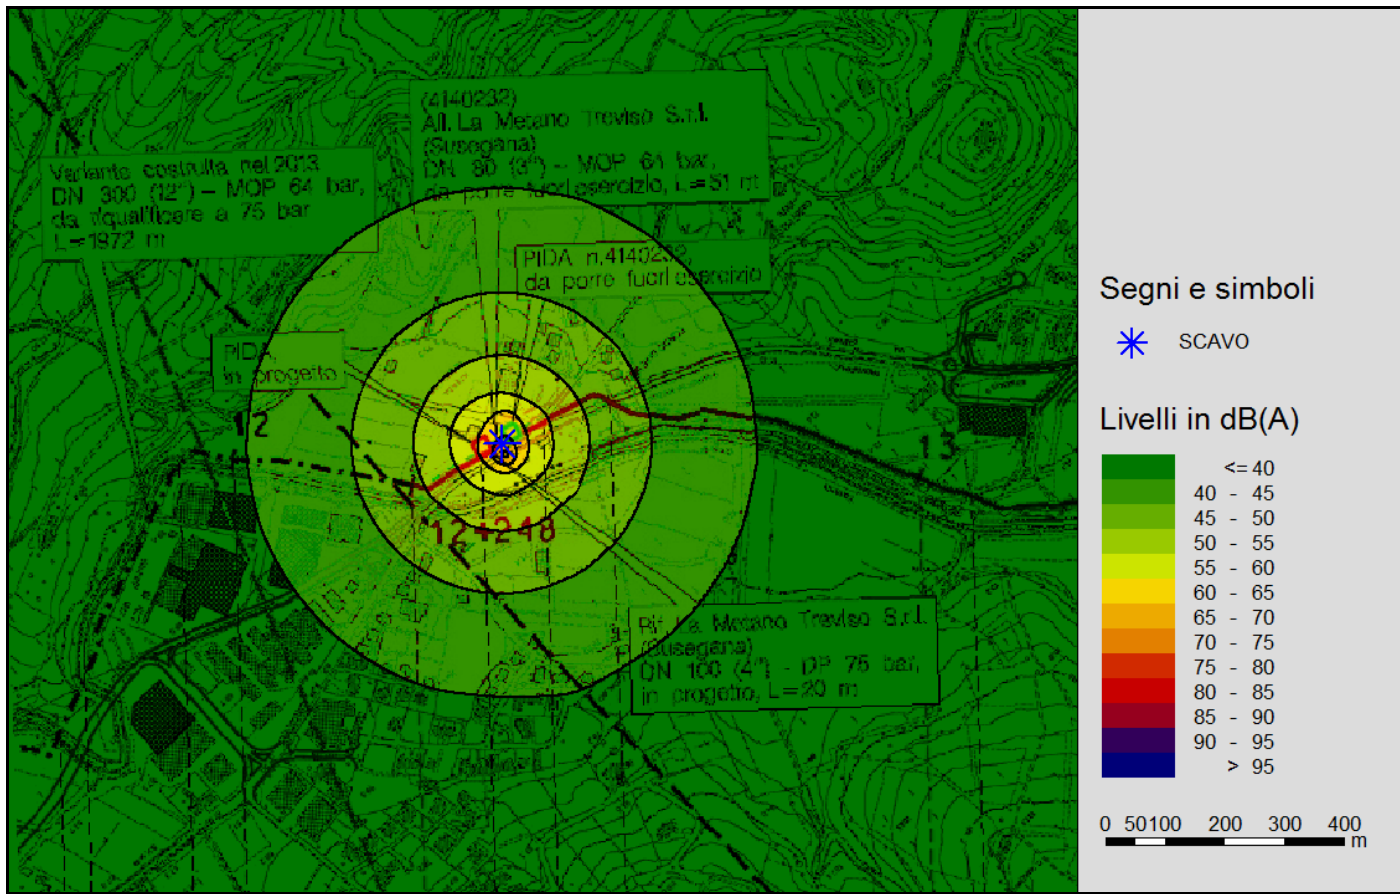 (4140232)
All. La Metano Treviso S.r.l.
(Susegana)
DN 80 (3") - MOP 64 bar,
da porre fuori esercizio, L=51 m
Variante costruita nel 2013
DN 300 (12") - MOP 64 bar,
da riqualificare a 75 bar
L=1972 m
PIDA n.4140232,
da porre fuori esercizio
PIDA
in progetto
12
13
Rif. La Metano Treviso S.r.l.
(Susegana)
DN 100 (4") - DP 75 bar,
in progetto, L=20 m
Segni e simboli
SCAVO
Livelli in dB(A)
<= 40
40 - 45
45 - 50
50 - 55
55 - 60
60 - 65
65 - 70
70 - 75
75 - 80
80 - 85
85 - 90
90 - 95
> 95
0 50 100 200 300 400
m